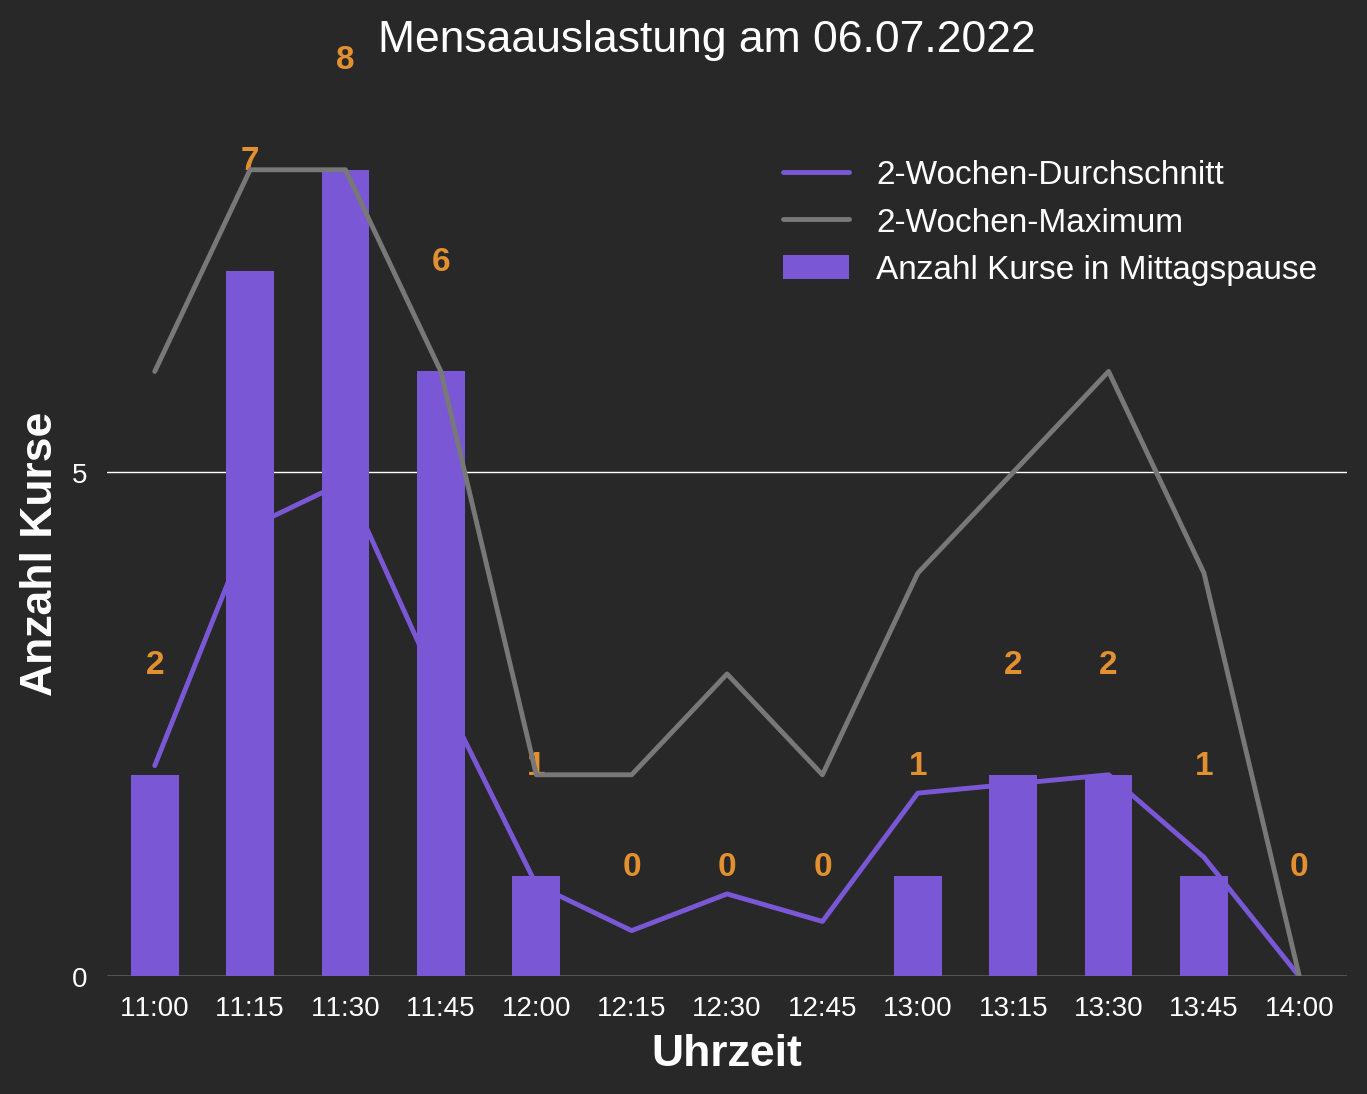 Mensaauslastung am 06.07.2022
8
7
2-Wochen-Durchschnitt
2-Wochen-Maximum
6
Anzahl Kurse in Mittagspause
5
Anzahl Kurse
2
2
2
1
1
1
0
0
0
0
0
11:00 11:15 11:30 11:45 12:00 12:15 12:30 12:45 13:00 13:15 13:30 13:45 14:00
Uhrzeit